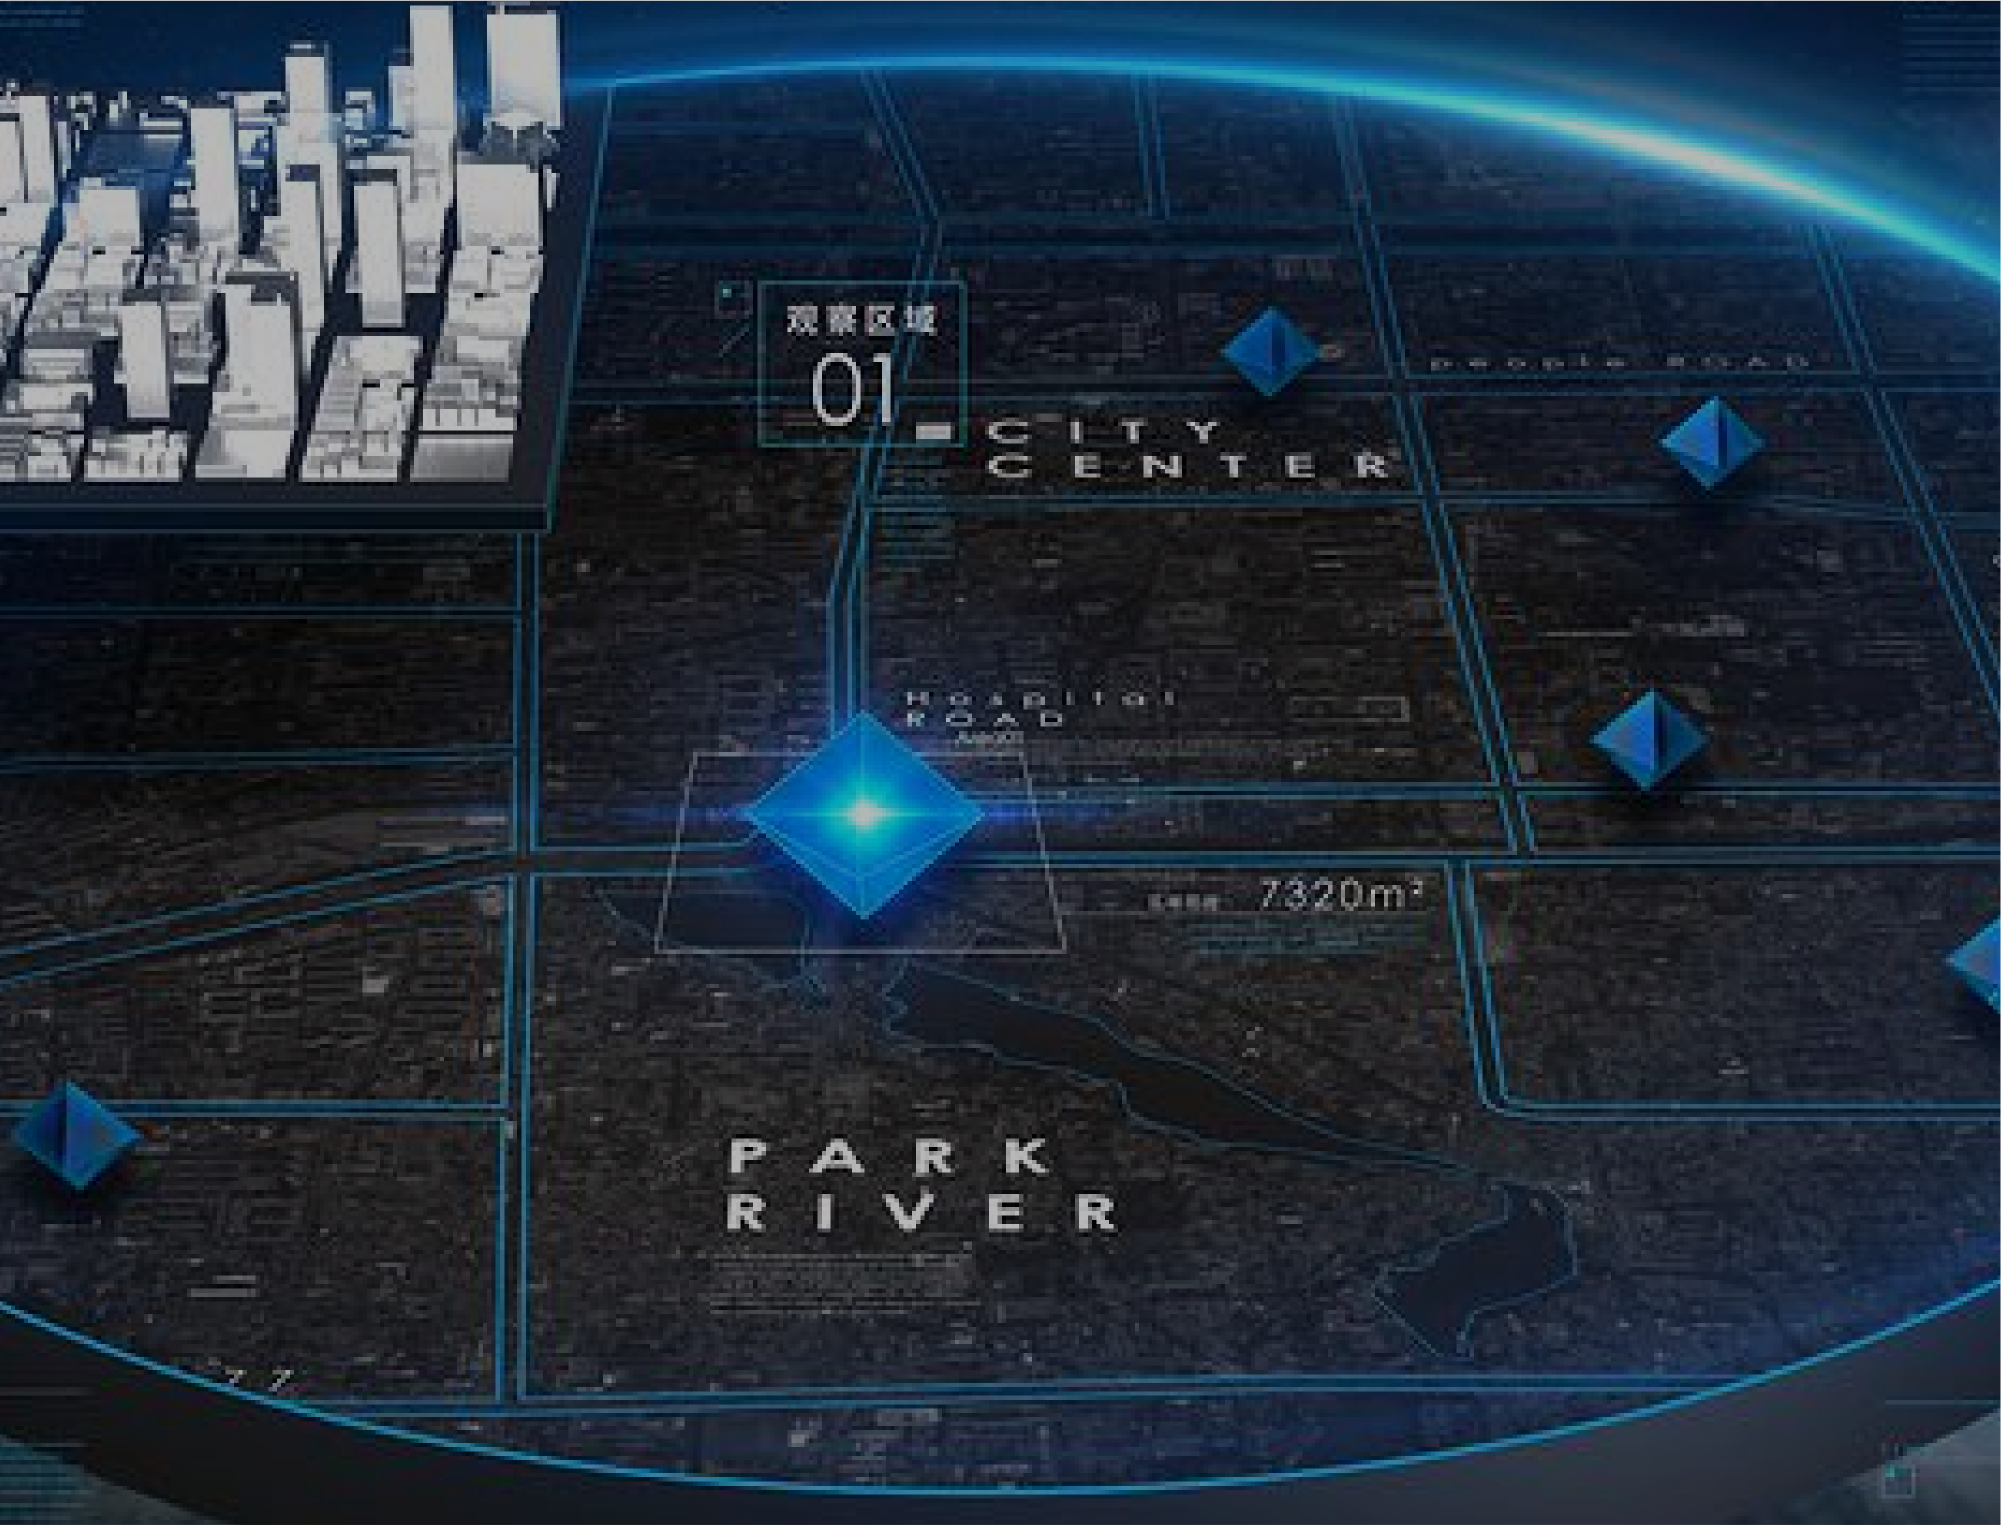 观察区域
01
people ROAD
CITY
CENTER
Hospital
ROAD
7320m²
PARK
RIVER